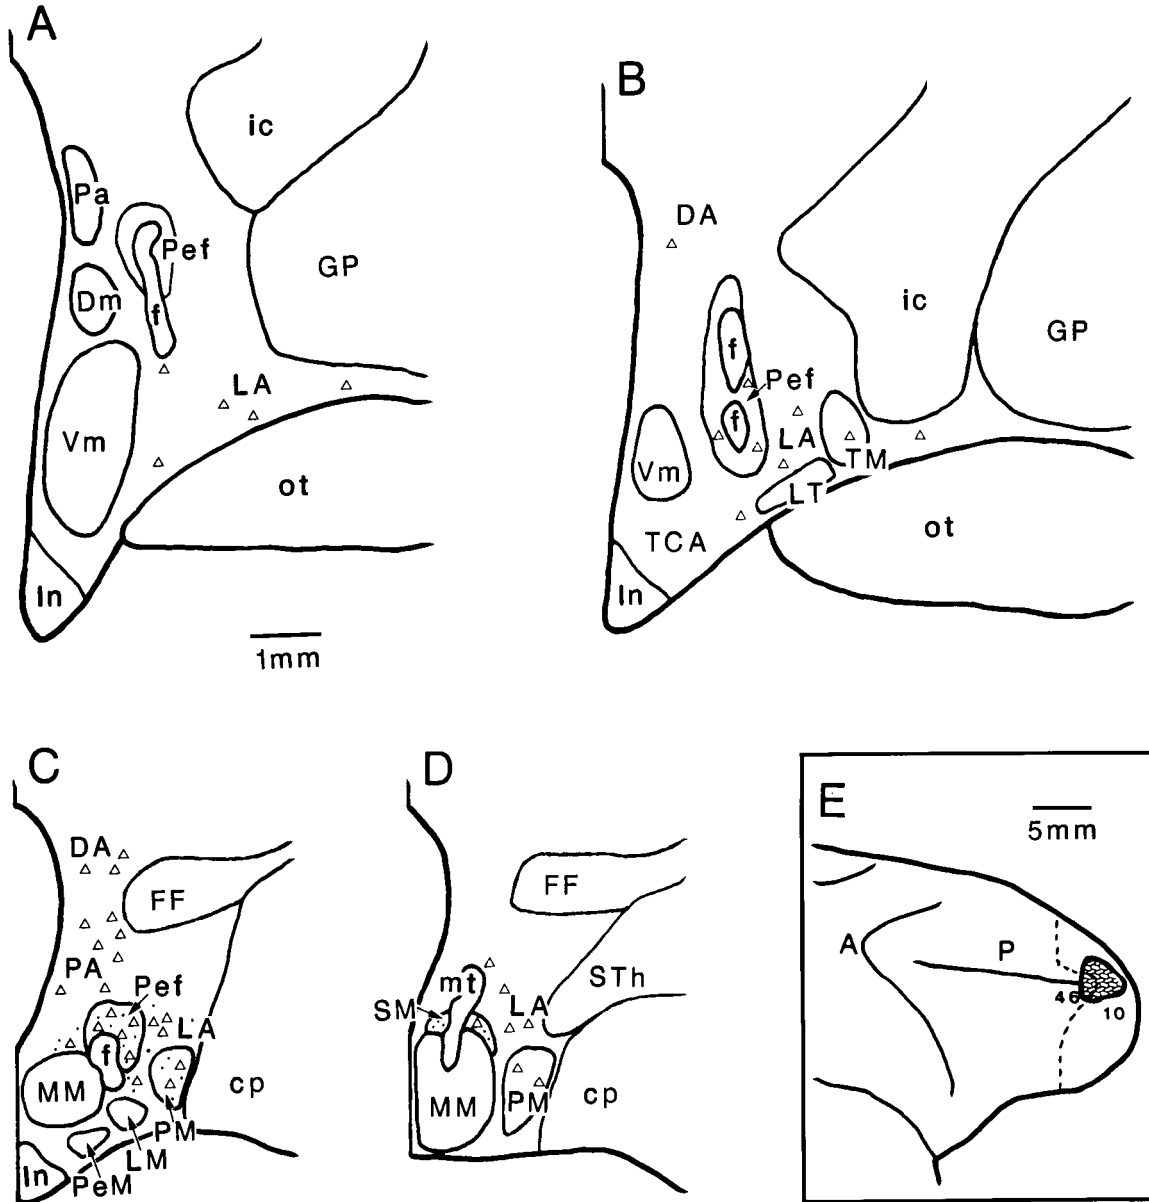 A
ic
Pa
Pef
GP
Dm
f
LA
Vm
ot
In
1mm
B
DA
ic
f
GP
Pef
f
LA
Vm
TM
LT
TCA
ot
In
C
DA
FF
PA
Pef
LA
f
MM
cp
PM
LM
In
PeM
D
FF
mt
STh
SM
LA
MM
PM
cp
E
5mm
A
P
46
10